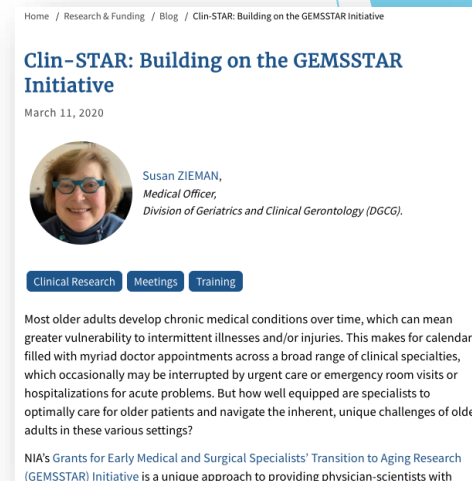 Home / Research & Funding / Blog / Clin-STAR: Building on the GEMSSTAR Initiative
Clin-STAR: Building on the GEMSSTAR
Initiative
March 11, 2020
Susan ZIEMAN,
Medical Officer,
Division of Geriatrics and Clinical Gerontology (DGCG).
Clinical Research Meetings Training
Most older adults develop chronic medical conditions over time, which can mean
greater vulnerability to intermittent illnesses and/or injuries. This makes for calendar
filled with myriad doctor appointments across a broad range of clinical specialties,
which occasionally may be interrupted by urgent care or emergency room visits or
hospitalizations for acute problems. But how well equipped are specialists to
optimally care for older patients and navigate the inherent, unique challenges of olde
adults in these various settings?
NIA's Grants for Early Medical and Surgical Specialists' Transition to Aging Research
(GEMSSTAR) Initiative is a unique approach to providing physician-scientists with